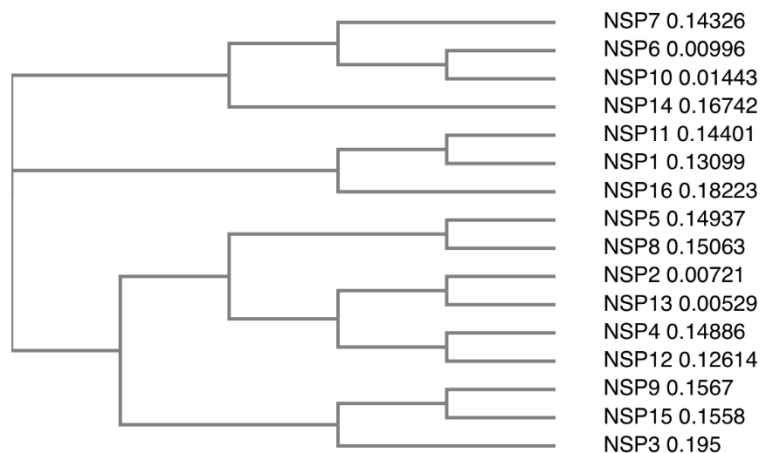 NSP7 0.14326
NSP6 0.00996
NSP10 0.01443
NSP14 0.16742
NSP11 0.14401
NSP1 0.13099
NSP16 0.18223
NSP5 0.14937
NSP8 0.15063
NSP2 0.00721
NSP13 0.00529
NSP4 0.14886
NSP12 0.12614
NSP9 0.1567
NSP15 0.1558
NSP3 0.195